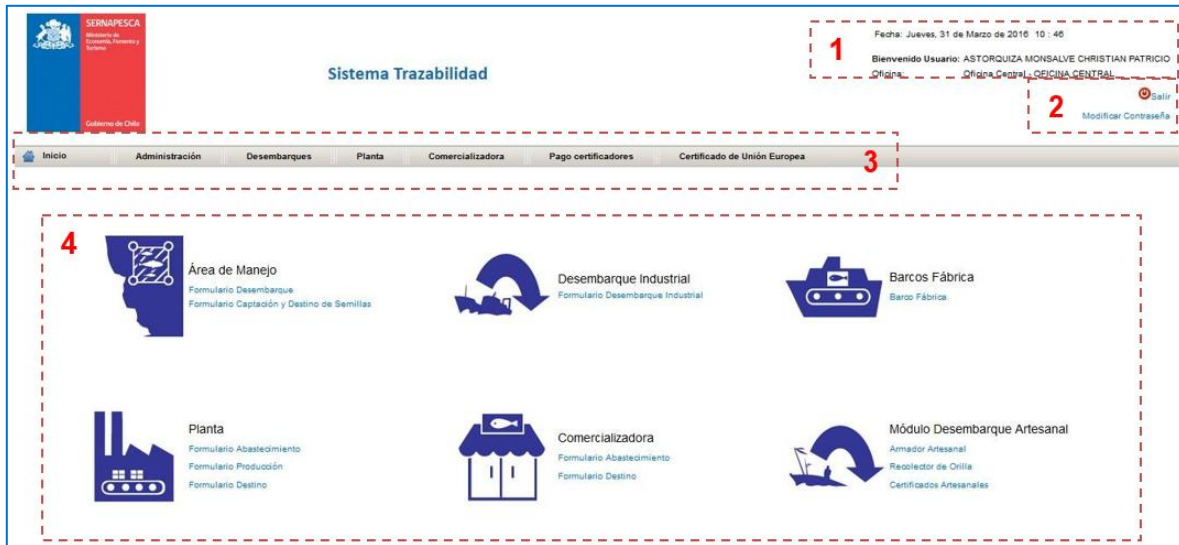 SERNAPESCA
Ministerio de
Economía, Fomento y
Turismo
Gobierno de Chile
Sistema Trazabilidad
1
Fecha: Jueves, 31 de Marzo de 2016 10 : 46
Bienvenido Usuario: ASTORQUIZA MONSALVE CHRISTIAN PATRICIO
Oficina: Oficina Central - OFICINA CENTRAL
2
Salir
Modificar Contraseña
Inicio Administración Desembarques Planta Comercializadora Pago certificadores Certificado de Unión Europea
3
4
Área de Manejo
Formulario Desembarque
Formulario Captación y Destino de Semillas
Desembarque Industrial
Formulario Desembarque Industrial
Barcos Fábrica
Barco Fábrica
Planta
Formulario Abastecimiento
Formulario Producción
Formulario Destino
Comercializadora
Formulario Abastecimiento
Formulario Destino
Módulo Desembarque Artesanal
Armador Artesanal
Recolector de Orilla
Certificados Artesanales